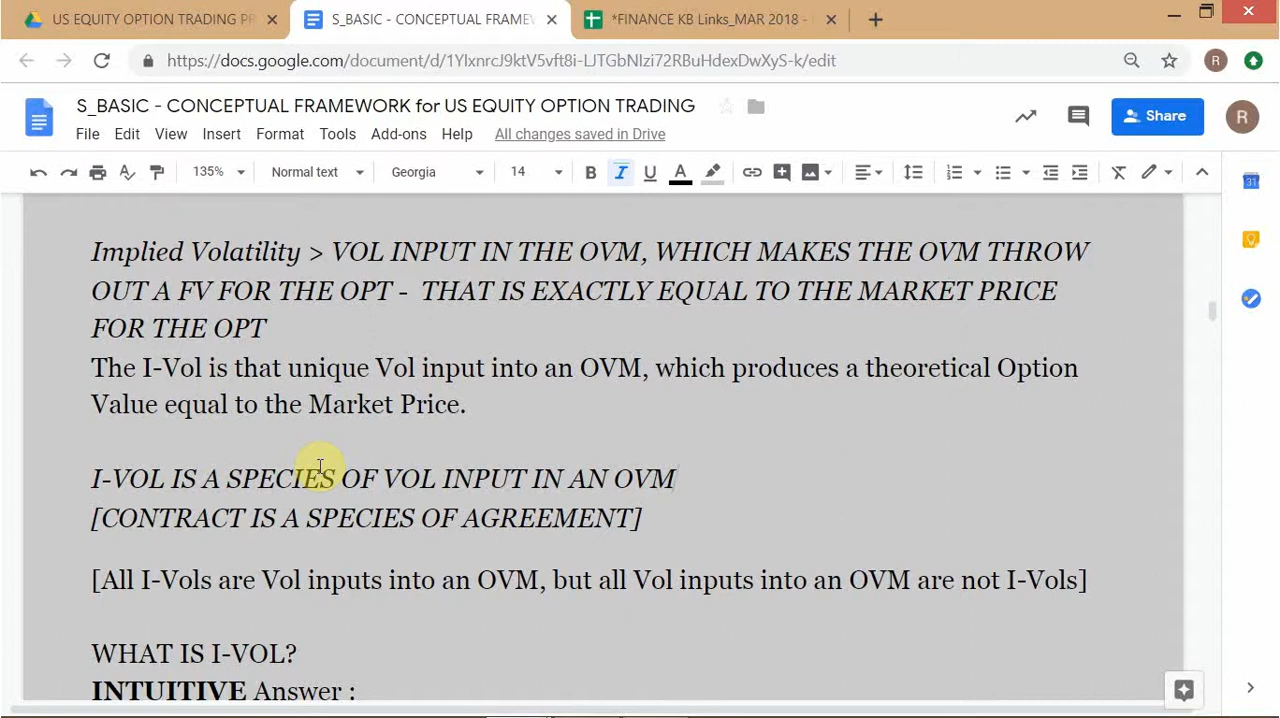 US EQUITY OPTION TRADING PR
S_BASIC - CONCEPTUAL FRAMEW
*FINANCE KB Links_MAR 2018 -
https://docs.google.com/document/d/1YlxnrcJ9ktV5vft8i-LJTGbNIzi72RBuHdexDwXyS-k/edit
R
S_BASIC - CONCEPTUAL FRAMEWORK for US EQUITY OPTION TRADING
File Edit View Insert Format Tools Add-ons Help All changes saved in Drive
Share
R
135% Normal text Georgia 14 B I U A
31
Implied Volatility > VOL INPUT IN THE OVM, WHICH MAKES THE OVM THROW
OUT A FV FOR THE OPT - THAT IS EXACTLY EQUAL TO THE MARKET PRICE
FOR THE OPT
The I-Vol is that unique Vol input into an OVM, which produces a theoretical Option
Value equal to the Market Price.
I-VOL IS A SPECIES OF VOL INPUT IN AN OVM
[CONTRACT IS A SPECIES OF AGREEMENT]
[All I-Vols are Vol inputs into an OVM, but all Vol inputs into an OVM are not I-Vols]
WHAT IS I-VOL?
INTUITIVE Answer :